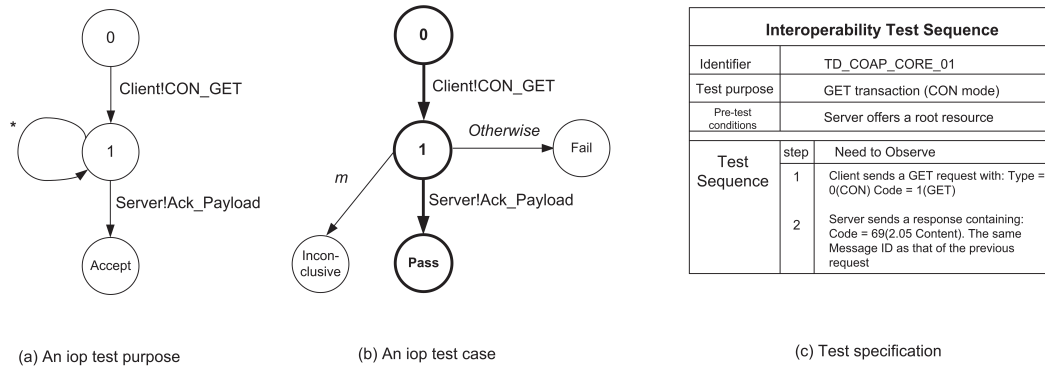 0
Client!CON_GET
*
1
Server!Ack_Payload
Accept
(a) An iop test purpose
0
Client!CON_GET
Otherwise
1
Fail
m
Server!Ack_Payload
Incon-
clusive
Pass
(b) An iop test case
Interoperability Test Sequence
Identifier TD_COAP_CORE_01
Test purpose GET transaction (CON mode)
Pre-test
conditions
Server offers a root resource
Test
Sequence
step Need to Observe
1 Client sends a GET request with: Type =
0(CON) Code = 1(GET)
2 Server sends a response containing:
Code = 69(2.05 Content). The same
Message ID as that of the previous
request
(c) Test specification